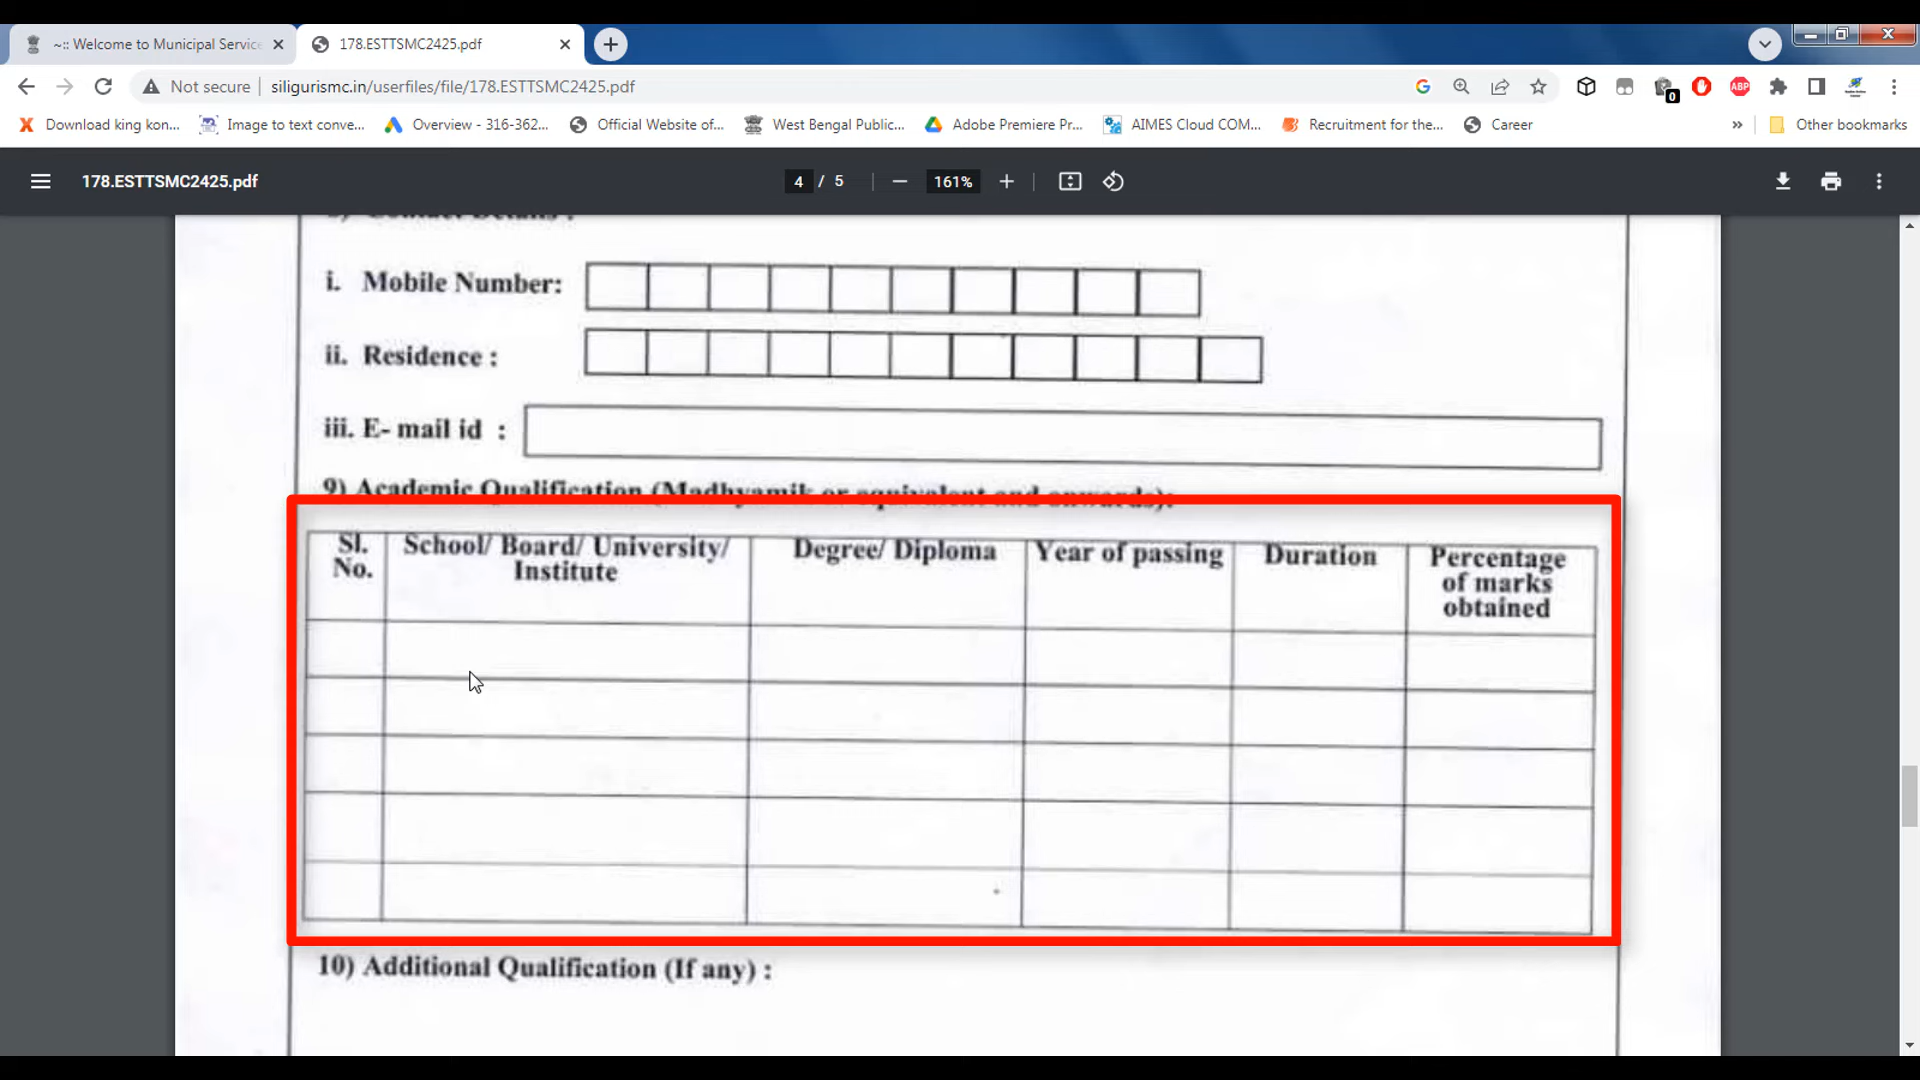 ~:: Welcome to Municipal Service
178.ESTTSMC2425.pdf
Not secure
siligurismc.in/userfiles/file/178.ESTTSMC2425.pdf
0
ABP
Download king kon...
Image to text conve...
Overview - 316-362...
Official Website of...
West Bengal Public...
Adobe Premiere Pr...
AIMES Cloud COM...
Recruitment for the...
Career
»
Other bookmarks
178.ESTTSMC2425.pdf
4 / 5
161%
Contact Details :
i. Mobile Number:
ii. Residence :
iii. E- mail id :
9) Academic Qualification (Madhyamik or equivalent and onwards):
Sl. No.
School/ Board/ University/ Institute
Degree/ Diploma
Year of passing
Duration
Percentage of marks obtained
10) Additional Qualification (If any) :